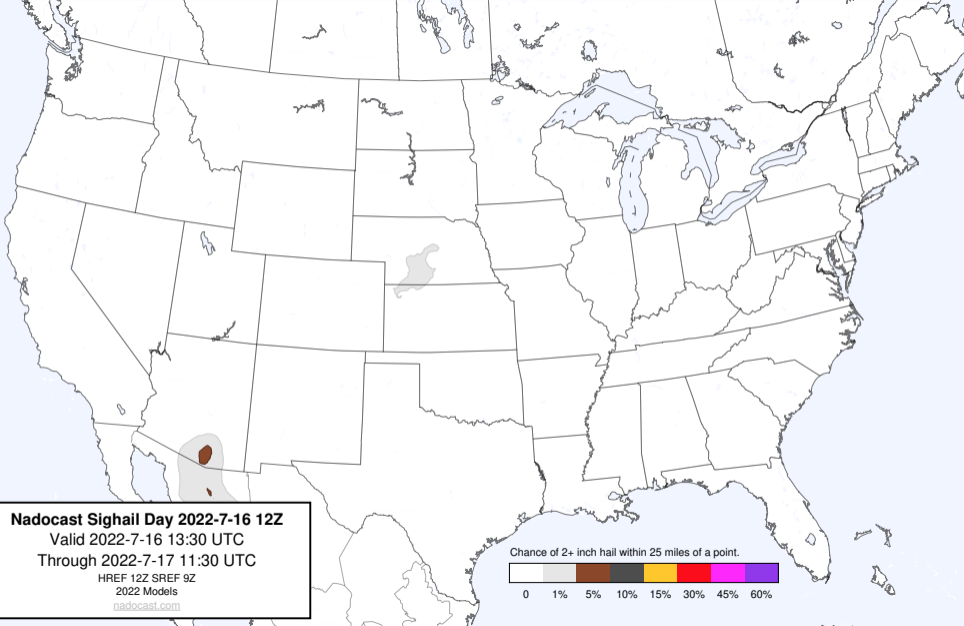 Nadocast Sighail Day 2022-7-16 12Z
Valid 2022-7-16 13:30 UTC
Through 2022-7-17 11:30 UTC
HREF 12Z SREF 9Z
2022 Models
nadocast.com
Chance of 2+ inch hail within 25 miles of a point.
0 1% 5% 10% 15% 30% 45% 60%